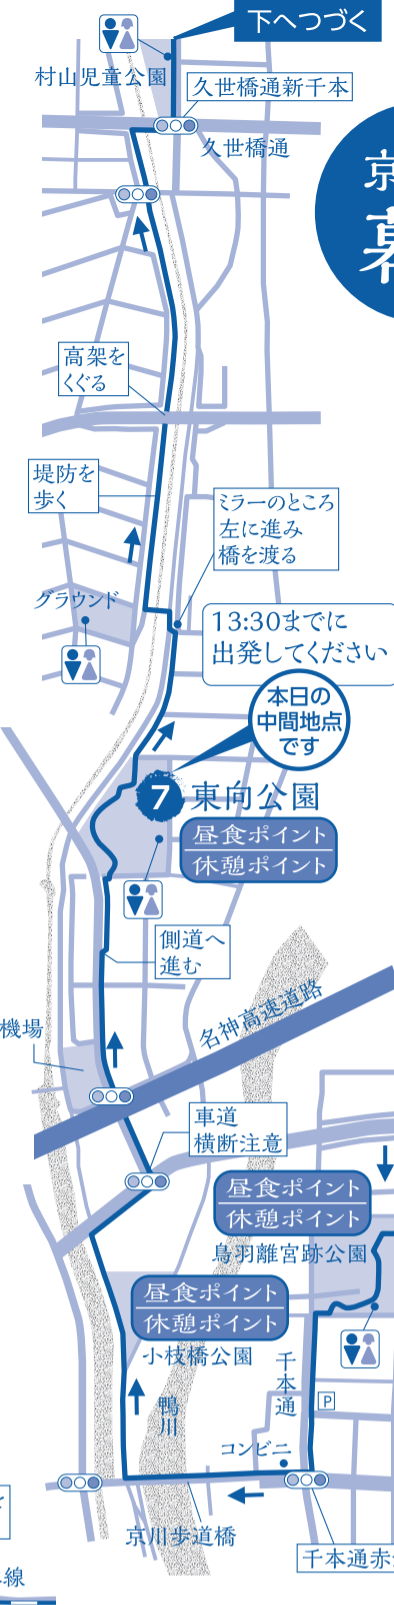 下へつづく
村山児童公園
久世橋通新千本
久世橋通
京
幕
高架を
くぐる
堤防を
歩く
ミラーのところ
左に進み
橋を渡る
グラウンド
13:30までに
出発してください
本日の
中間地点
です
7 東向公園
昼食ポイント
休憩ポイント
側道へ
進む
名神高速道路
機場
車道
横断注意
昼食ポイント
休憩ポイント
鳥羽離宮跡公園
昼食ポイント
休憩ポイント
小枝橋公園
千本通
鴨川
P
コンビニ
京川歩道橋
千本通赤
線